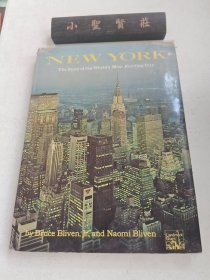 小聖賢莊
NEW YORK
The Story of the World's Most Exciting City
by Bruce Bliven, Jr. and Naomi Bliven